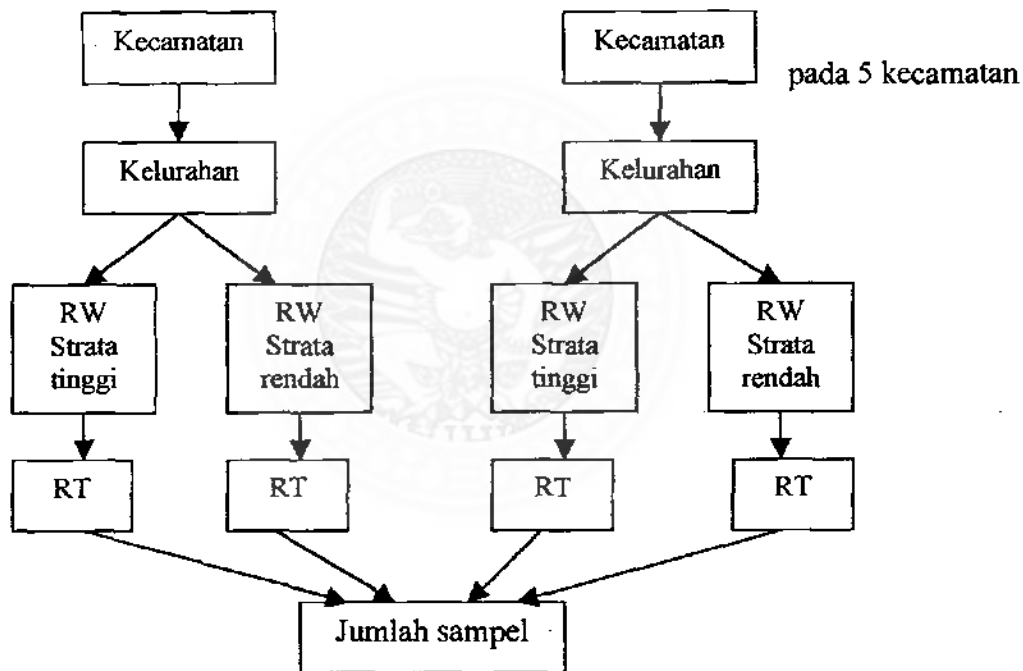 Kecamatan
Kecamatan
pada 5 kecamatan
Kelurahan
Kelurahan
RW
Strata
tinggi
RW
Strata
rendah
RW
Strata
tinggi
RW
Strata
rendah
RT
RT
RT
RT
Jumlah sampel